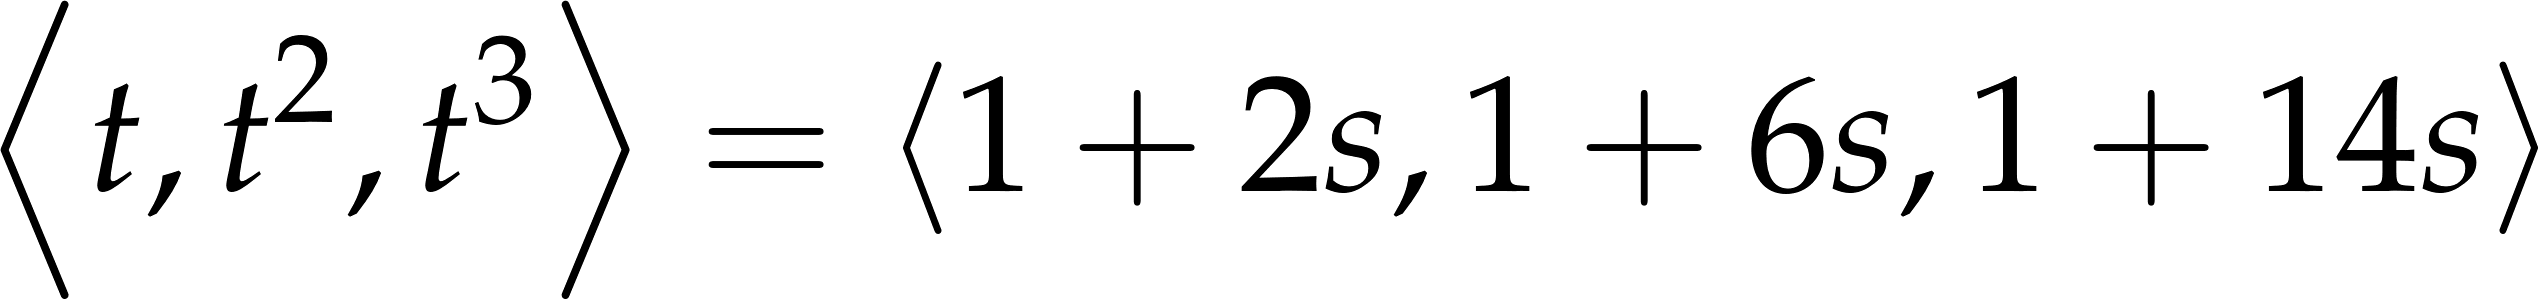 ⟨t, t², t³⟩ = ⟨1 + 2s, 1 + 6s, 1 + 14s⟩